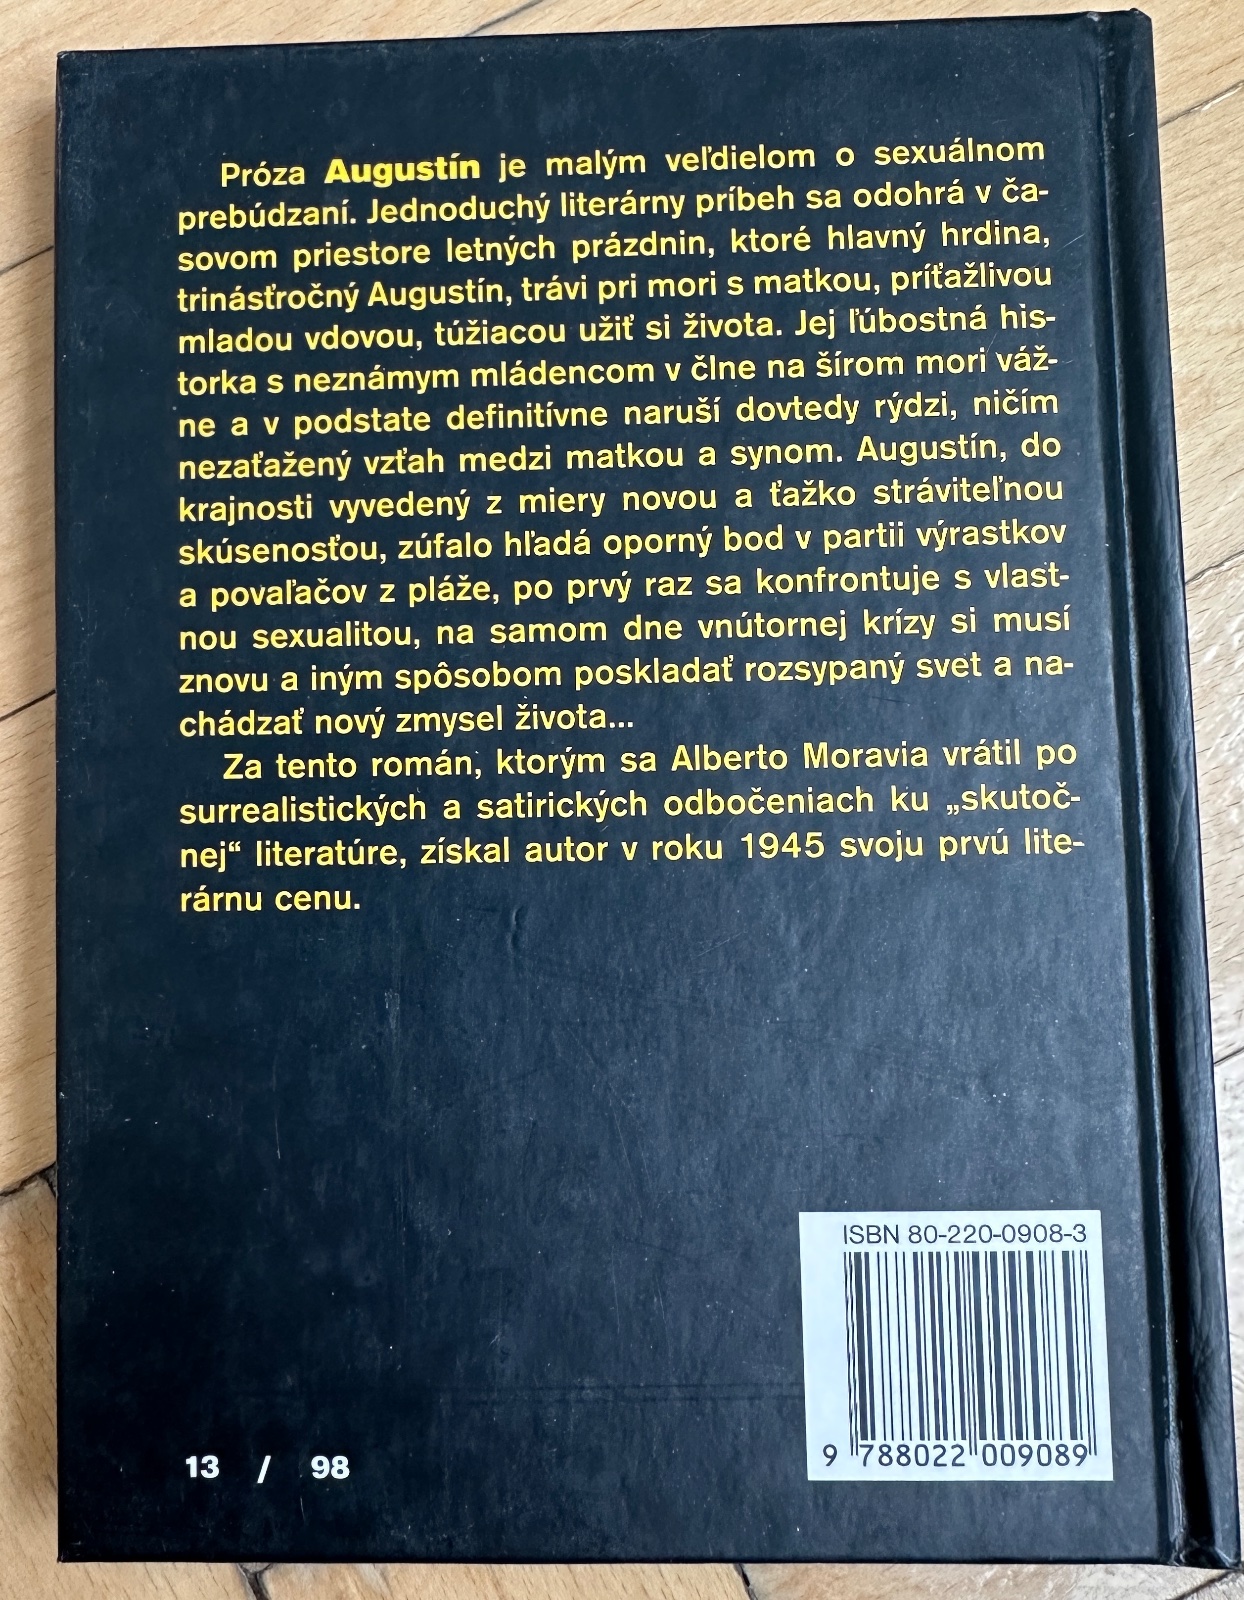 Próza Augustín je malým veľdielom o sexuálnom
prebúdzaní. Jednoduchý literárny príbeh sa odohrá v ča-
sovom priestore letných prázdnin, ktoré hlavný hrdina,
trinásťročný Augustín, trávi pri mori s matkou, príťažlivou
mladou vdovou, túžiacou užiť si života. Jej ľúbostná his-
torka s neznámym mládencom v člne na šírom mori váž-
ne a v podstate definitívne naruší dovtedy rýdzi, ničím
nezaťažený vzťah medzi matkou a synom. Augustín, do
krajnosti vyvedený z miery novou a ťažko stráviteľnou
skúsenosťou, zúfalo hľadá oporný bod v partii výrastkov
a povaľačov z pláže, po prvý raz sa konfrontuje s vlast-
nou sexualitou, na samom dne vnútornej krízy si musí
znovu a iným spôsobom poskladať rozsypaný svet a na-
chádzať nový zmysel života...
Za tento román, ktorým sa Alberto Moravia vrátil po
surrealistických a satirických odbočeniach ku „skutoč-
nej“ literatúre, získal autor v roku 1945 svoju prvú lite-
rárnu cenu.
ISBN 80-220-0908-3
9 788022 009089
13 / 98